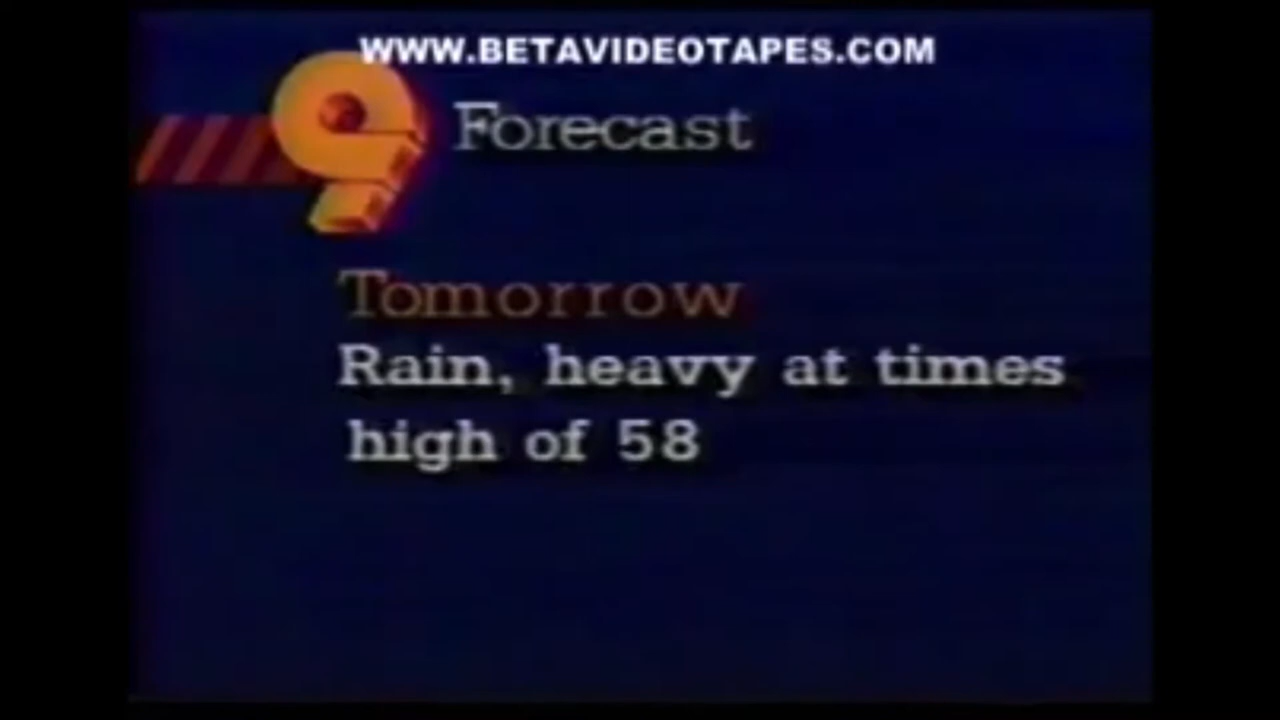 WWW.BETAVIDEOTAPES.COM
9 Forecast
Tomorrow
Rain, heavy at times
high of 58